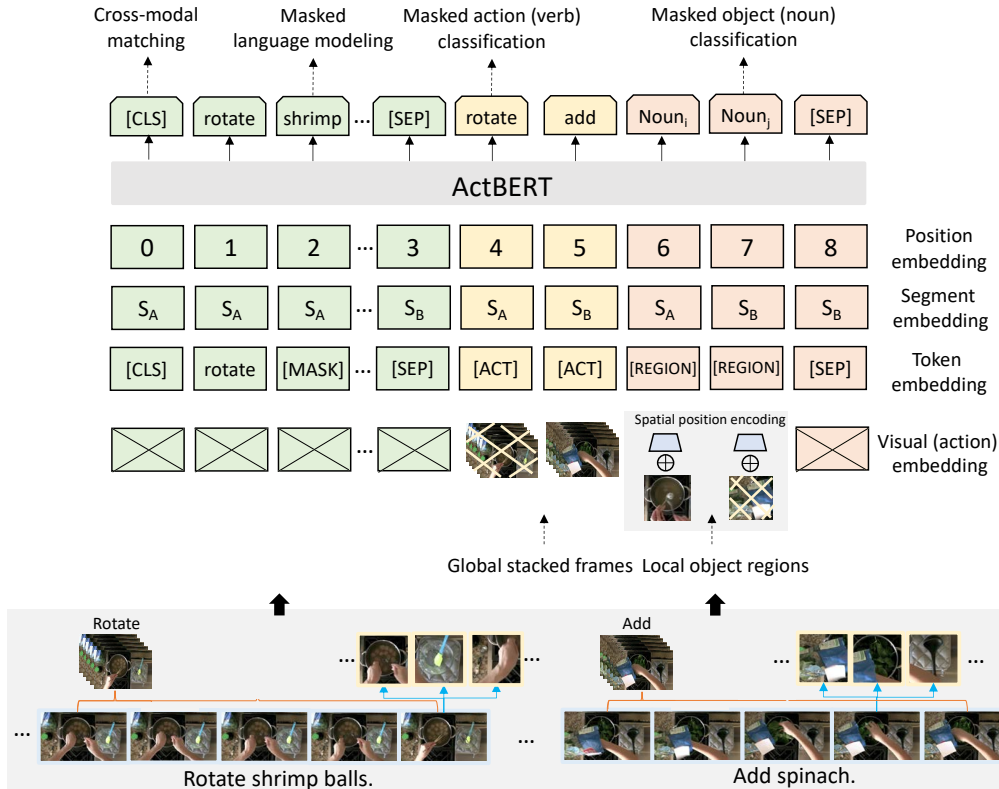 Cross-modal matching
Masked language modeling
Masked action (verb) classification
Masked object (noun) classification
[CLS] rotate shrimp ... [SEP] rotate add Noun_i Noun_j [SEP]
ActBERT
0 1 2 ... 3 4 5 6 7 8 Position embedding
S_A S_A S_A ... S_B S_A S_B S_A S_B S_B Segment embedding
[CLS] rotate [MASK] ... [SEP] [ACT] [ACT] [REGION] [REGION] [SEP] Token embedding
Spatial position encoding
... Visual (action) embedding
Global stacked frames Local object regions
Rotate Add
... ... ... ...
... ...
Rotate shrimp balls. Add spinach.